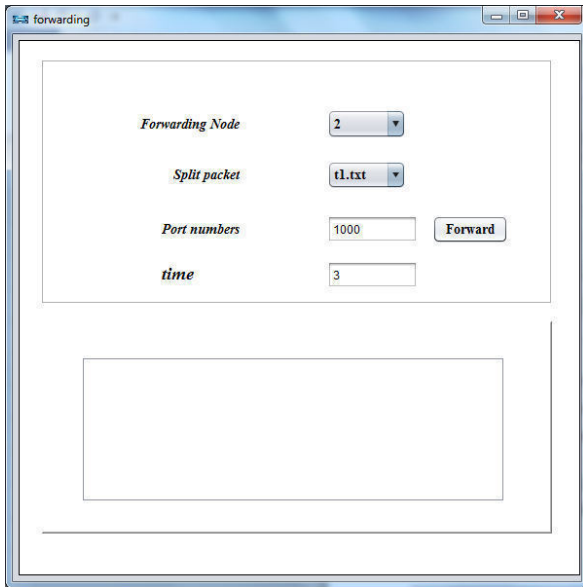 forwarding
Forwarding Node 2
Split packet t1.txt
Port numbers 1000 Forward
time 3